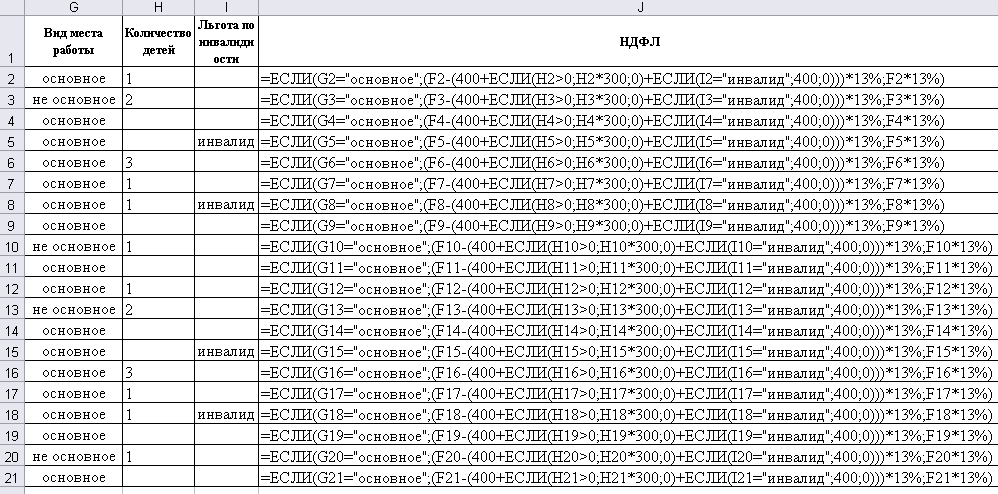 G H I J
1 Вид места работы Количество детей Льгота по инвалиди ости НДФЛ
2 основное 1 =ЕСЛИ(G2="основное";(F2-(400+ЕСЛИ(H2>0;H2*300;0)+ЕСЛИ(I2="инвалид";400;0)))*13%;F2*13%)
3 не основное 2 =ЕСЛИ(G3="основное";(F3-(400+ЕСЛИ(H3>0;H3*300;0)+ЕСЛИ(I3="инвалид";400;0)))*13%;F3*13%)
4 основное =ЕСЛИ(G4="основное";(F4-(400+ЕСЛИ(H4>0;H4*300;0)+ЕСЛИ(I4="инвалид";400;0)))*13%;F4*13%)
5 основное инвалид =ЕСЛИ(G5="основное";(F5-(400+ЕСЛИ(H5>0;H5*300;0)+ЕСЛИ(I5="инвалид";400;0)))*13%;F5*13%)
6 основное 3 =ЕСЛИ(G6="основное";(F6-(400+ЕСЛИ(H6>0;H6*300;0)+ЕСЛИ(I6="инвалид";400;0)))*13%;F6*13%)
7 основное 1 =ЕСЛИ(G7="основное";(F7-(400+ЕСЛИ(H7>0;H7*300;0)+ЕСЛИ(I7="инвалид";400;0)))*13%;F7*13%)
8 основное 1 инвалид =ЕСЛИ(G8="основное";(F8-(400+ЕСЛИ(H8>0;H8*300;0)+ЕСЛИ(I8="инвалид";400;0)))*13%;F8*13%)
9 основное =ЕСЛИ(G9="основное";(F9-(400+ЕСЛИ(H9>0;H9*300;0)+ЕСЛИ(I9="инвалид";400;0)))*13%;F9*13%)
10 не основное 1 =ЕСЛИ(G10="основное";(F10-(400+ЕСЛИ(H10>0;H10*300;0)+ЕСЛИ(I10="инвалид";400;0)))*13%;F10*13%)
11 основное =ЕСЛИ(G11="основное";(F11-(400+ЕСЛИ(H11>0;H11*300;0)+ЕСЛИ(I11="инвалид";400;0)))*13%;F11*13%)
12 основное 1 =ЕСЛИ(G12="основное";(F12-(400+ЕСЛИ(H12>0;H12*300;0)+ЕСЛИ(I12="инвалид";400;0)))*13%;F12*13%)
13 не основное 2 =ЕСЛИ(G13="основное";(F13-(400+ЕСЛИ(H13>0;H13*300;0)+ЕСЛИ(I13="инвалид";400;0)))*13%;F13*13%)
14 основное =ЕСЛИ(G14="основное";(F14-(400+ЕСЛИ(H14>0;H14*300;0)+ЕСЛИ(I14="инвалид";400;0)))*13%;F14*13%)
15 основное инвалид =ЕСЛИ(G15="основное";(F15-(400+ЕСЛИ(H15>0;H15*300;0)+ЕСЛИ(I15="инвалид";400;0)))*13%;F15*13%)
16 основное 3 =ЕСЛИ(G16="основное";(F16-(400+ЕСЛИ(H16>0;H16*300;0)+ЕСЛИ(I16="инвалид";400;0)))*13%;F16*13%)
17 основное 1 =ЕСЛИ(G17="основное";(F17-(400+ЕСЛИ(H17>0;H17*300;0)+ЕСЛИ(I17="инвалид";400;0)))*13%;F17*13%)
18 основное 1 инвалид =ЕСЛИ(G18="основное";(F18-(400+ЕСЛИ(H18>0;H18*300;0)+ЕСЛИ(I18="инвалид";400;0)))*13%;F18*13%)
19 основное =ЕСЛИ(G19="основное";(F19-(400+ЕСЛИ(H19>0;H19*300;0)+ЕСЛИ(I19="инвалид";400;0)))*13%;F19*13%)
20 не основное 1 =ЕСЛИ(G20="основное";(F20-(400+ЕСЛИ(H20>0;H20*300;0)+ЕСЛИ(I20="инвалид";400;0)))*13%;F20*13%)
21 основное =ЕСЛИ(G21="основное";(F21-(400+ЕСЛИ(H21>0;H21*300;0)+ЕСЛИ(I21="инвалид";400;0)))*13%;F21*13%)